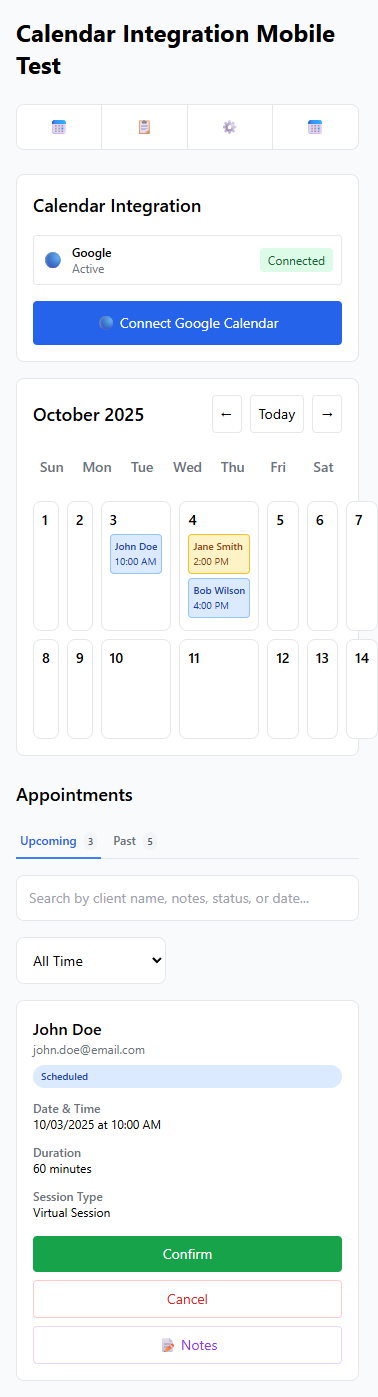 Calendar Integration Mobile
Test
Calendar Integration
Google
Active
Connected
Connect Google Calendar
October 2025
← Today →
Sun Mon Tue Wed Thu Fri Sat
1 2 3 4 5 6 7
John Doe
10:00 AM
Jane Smith
2:00 PM
Bob Wilson
4:00 PM
8 9 10 11 12 13 14
Appointments
Upcoming 3 Past 5
Search by client name, notes, status, or date...
All Time
John Doe
john.doe@email.com
Scheduled
Date & Time
10/03/2025 at 10:00 AM
Duration
60 minutes
Session Type
Virtual Session
Confirm
Cancel
Notes